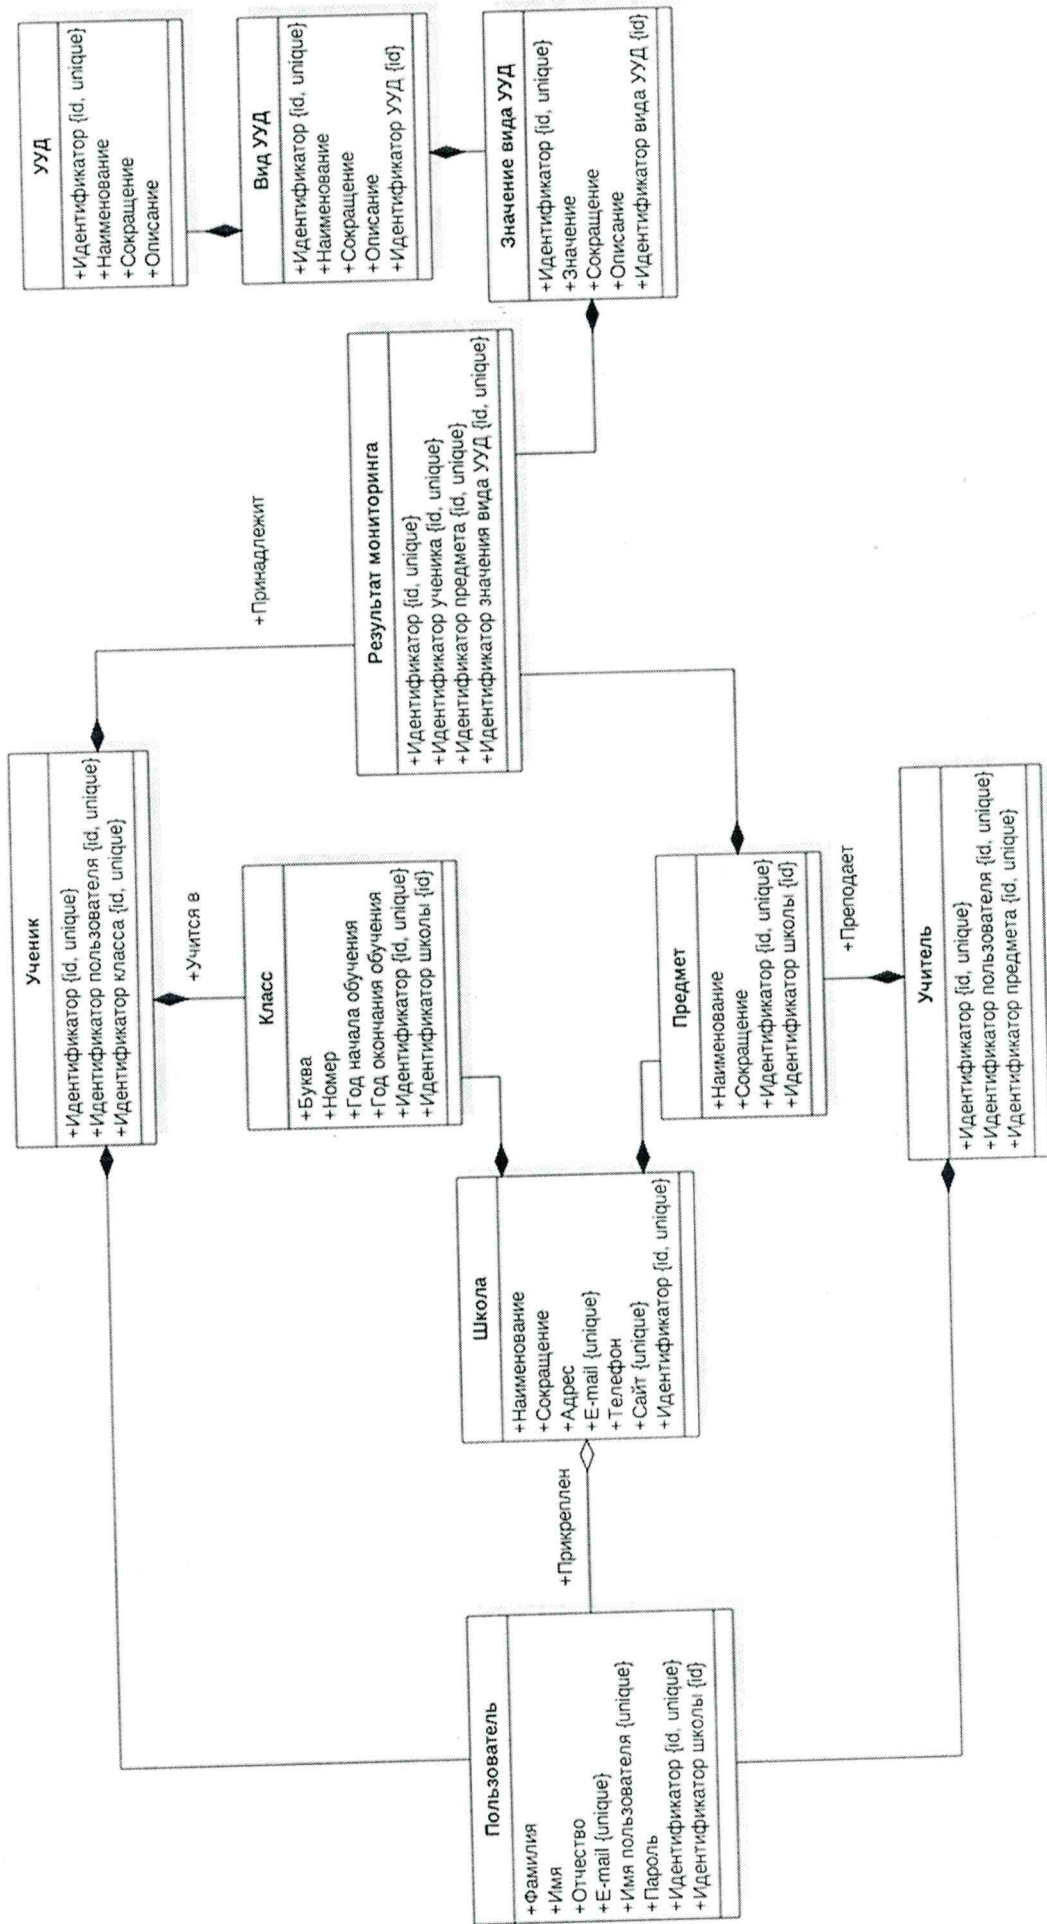 Пользователь
+Фамилия
+Имя
+Отчество
+E-mail {unique}
+Имя пользователя {unique}
+Пароль
+Идентификатор {id, unique}
+Идентификатор школы {id}
+Прикреплен
Школа
+Наименование
+Сокращение
+Адрес
+E-mail {unique}
+Телефон
+Сайт {unique}
+Идентификатор {id, unique}
Ученик
+Идентификатор {id, unique}
+Идентификатор пользователя {id, unique}
+Идентификатор класса {id, unique}
+Учится в
Класс
+Буква
+Номер
+Год начала обучения
+Год окончания обучения
+Идентификатор {id, unique}
+Идентификатор школы {id}
Предмет
+Наименование
+Сокращение
+Идентификатор {id, unique}
+Идентификатор школы {id}
+Преподает
Учитель
+Идентификатор {id, unique}
+Идентификатор пользователя {id, unique}
+Идентификатор предмета {id, unique}
+Принадлежит
Результат мониторинга
+Идентификатор {id, unique}
+Идентификатор ученика {id, unique}
+Идентификатор предмета {id, unique}
+Идентификатор значения вида УУД {id, unique}
УУД
+Идентификатор {id, unique}
+Наименование
+Сокращение
+Описание
Вид УУД
+Идентификатор {id, unique}
+Наименование
+Сокращение
+Описание
+Идентификатор УУД {id}
Значение вида УУД
+Идентификатор {id, unique}
+Значение
+Сокращение
+Описание
+Идентификатор вида УУД {id}